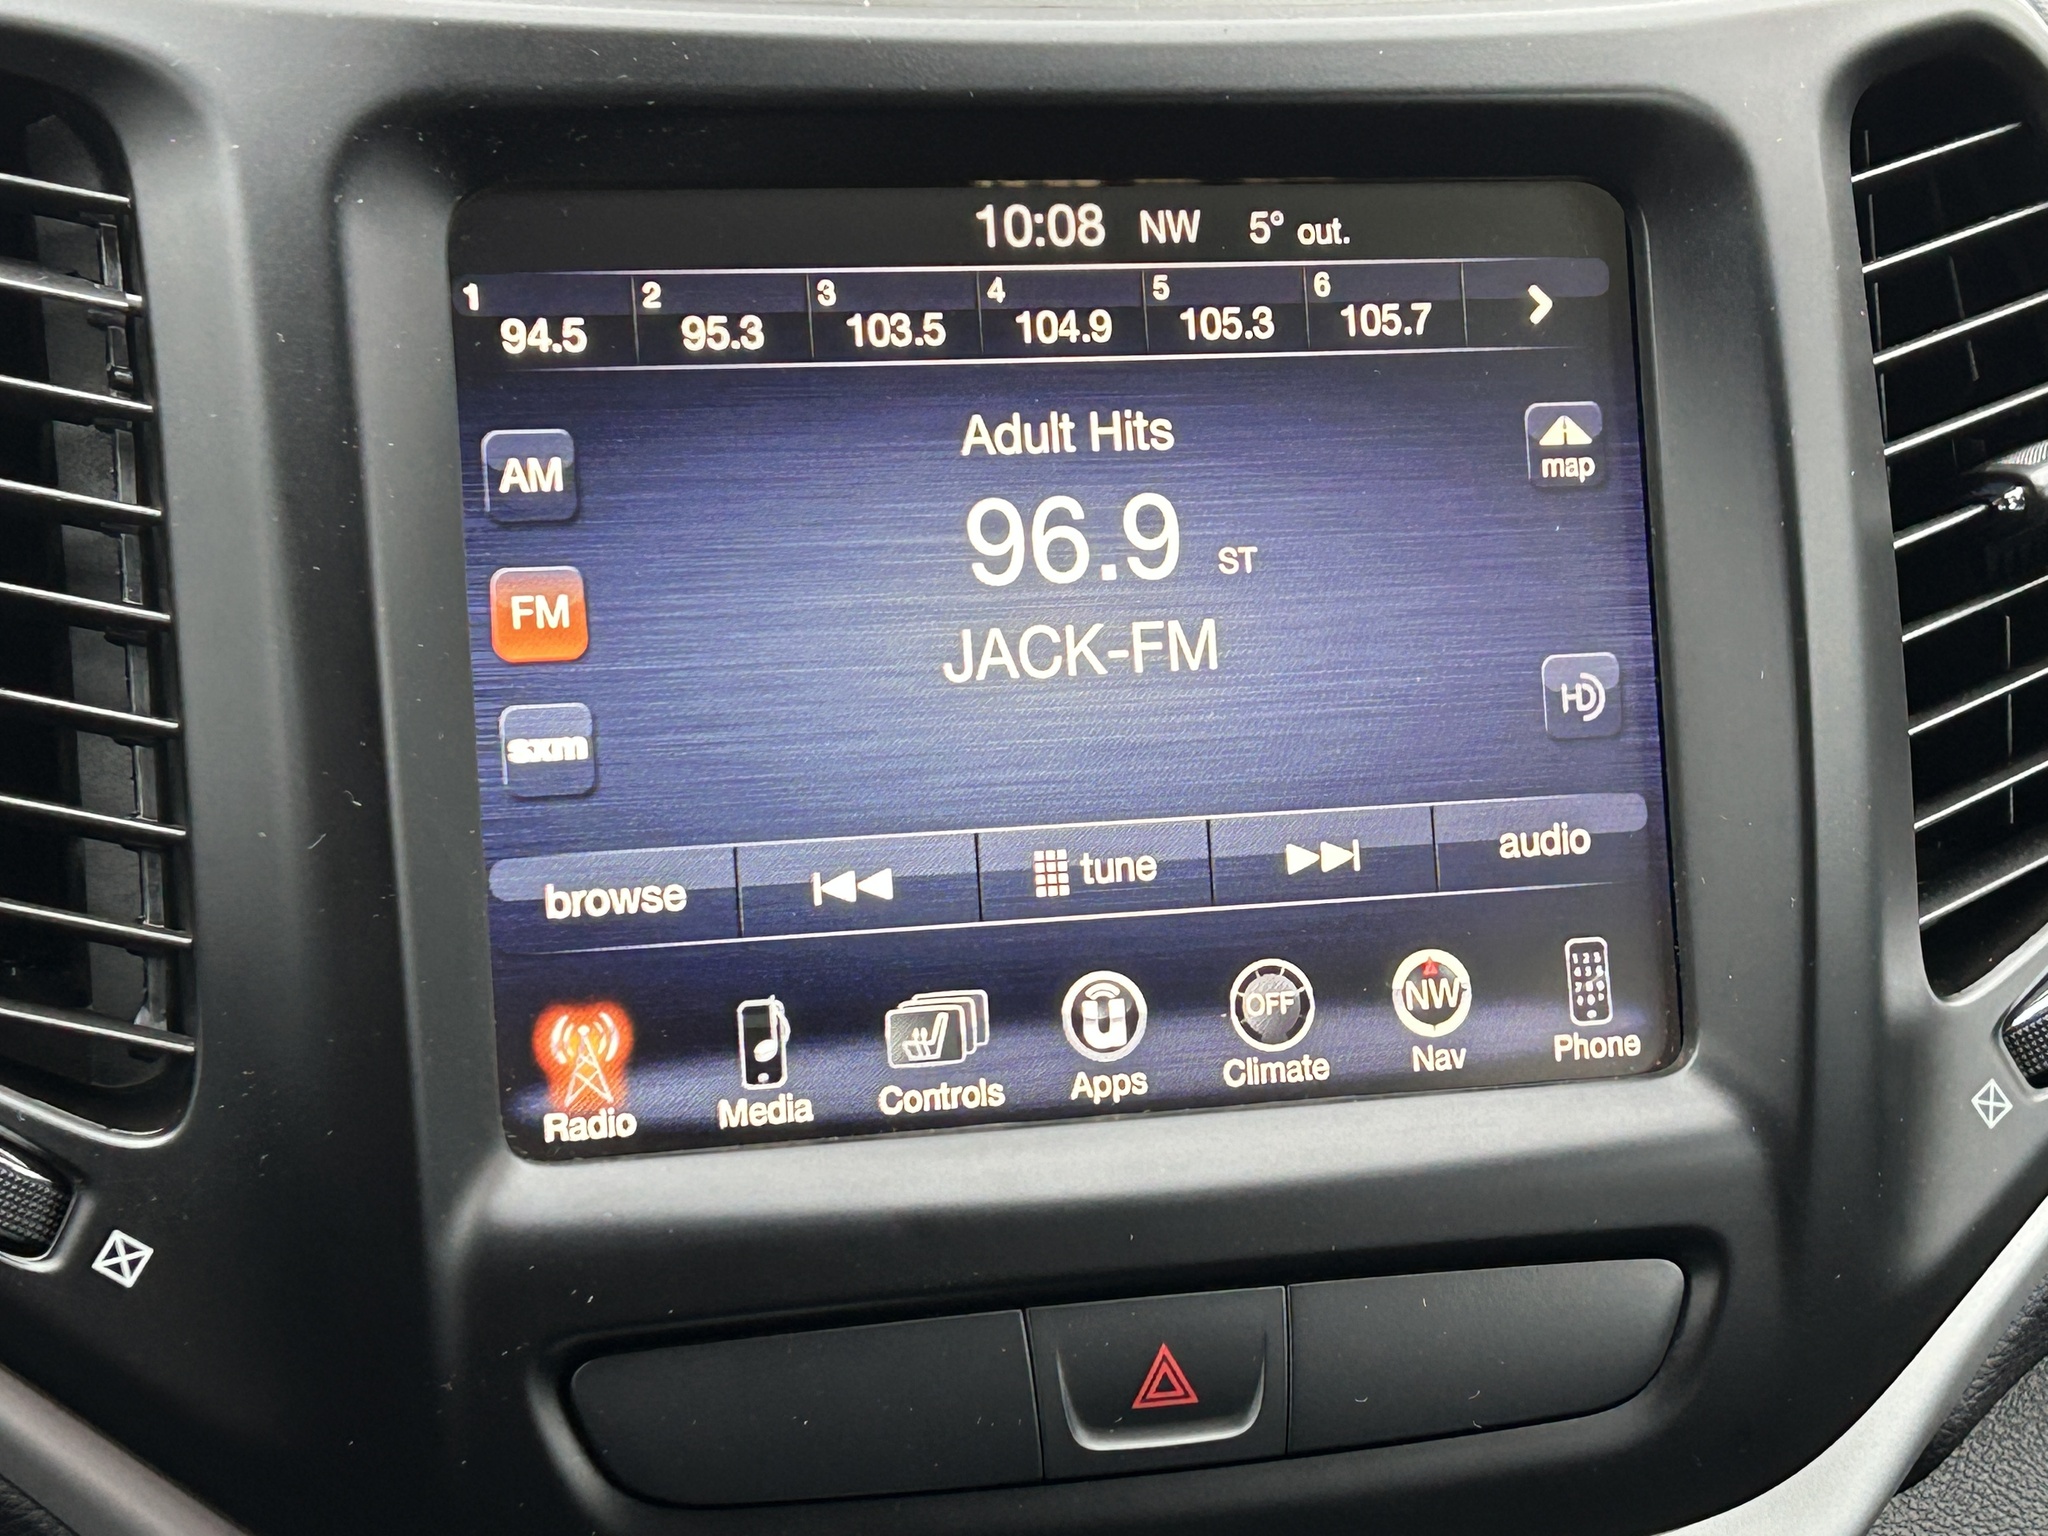 10:08 NW 5° out.
1 2 3 4 5 6
94.5 95.3 103.5 104.9 105.3 105.7
Adult Hits
AM
map
96.9 ST
FM
JACK-FM
HD
sxm
browse tune audio
OFF NW
Radio Media Controls Apps Climate Nav Phone